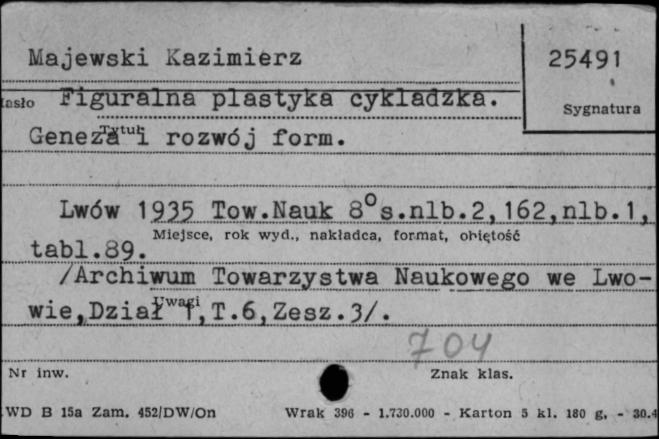 Majewski Kazimierz
25491
Hasło Figuralna plastyka cykladzka.
Sygnatura
Tytuł
Geneza i rozwój form.
Lwów 1935 Tow.Nauk 8° s.nlb.2,162,nlb.1,
Miejsce, rok wyd., nakładca, format, objętość
tabl.89.
/Archiwum Towarzystwa Naukowego we Lwo-
Uwagi
wie,Dział I,T.6,Zesz.3/.
704
Nr inw.
Znak klas.
WD B 15a Zam. 452/DW/On Wrak 396 - 1.730.000 - Karton 5 kl. 180 g. - 30.4